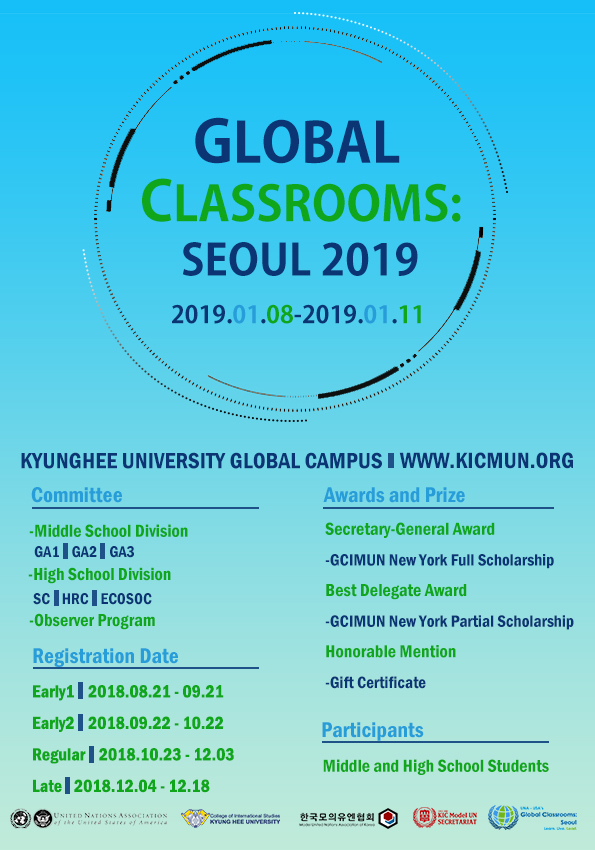 GLOBAL
CLASSROOMS:
SEOUL 2019
2019.01.08-2019.01.11
KYUNGHEE UNIVERSITY GLOBAL CAMPUS | WWW.KICMUN.ORG
Committee
-Middle School Division
GA1 | GA2 | GA3
-High School Division
SC | HRC | ECOSOC
-Observer Program
Registration Date
Early1 | 2018.08.21 - 09.21
Early2 | 2018.09.22 - 10.22
Regular | 2018.10.23 - 12.03
Late | 2018.12.04 - 12.18
Awards and Prize
Secretary-General Award
-GCIMUN New York Full Scholarship
Best Delegate Award
-GCIMUN New York Partial Scholarship
Honorable Mention
-Gift Certificate
Participants
Middle and High School Students
UNITED NATIONS ASSOCIATION
of the United States of America
College of International Studies
KYUNG HEE UNIVERSITY
한국모의유엔협회
Model United Nations Association of Korea
KIC Model UN
SECRETARIAT
UNA - USA's
Global Classrooms:
Seoul